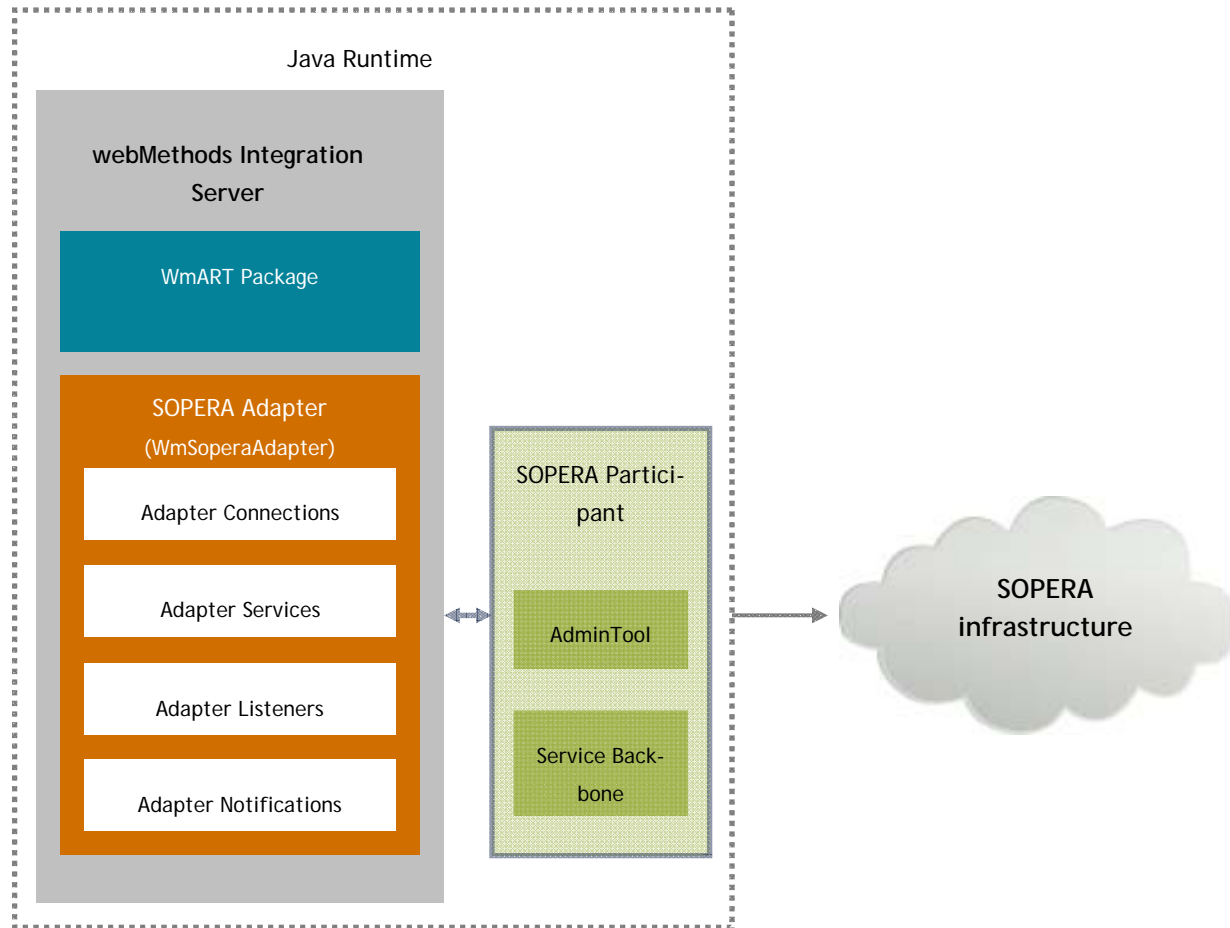 Java Runtime
webMethods Integration
Server
WmART Package
SOPERA Adapter
(WmSoperaAdapter)
Adapter Connections
Adapter Services
Adapter Listeners
Adapter Notifications
SOPERA Partici-
pant
AdminTool
Service Back-
bone
SOPERA
infrastructure